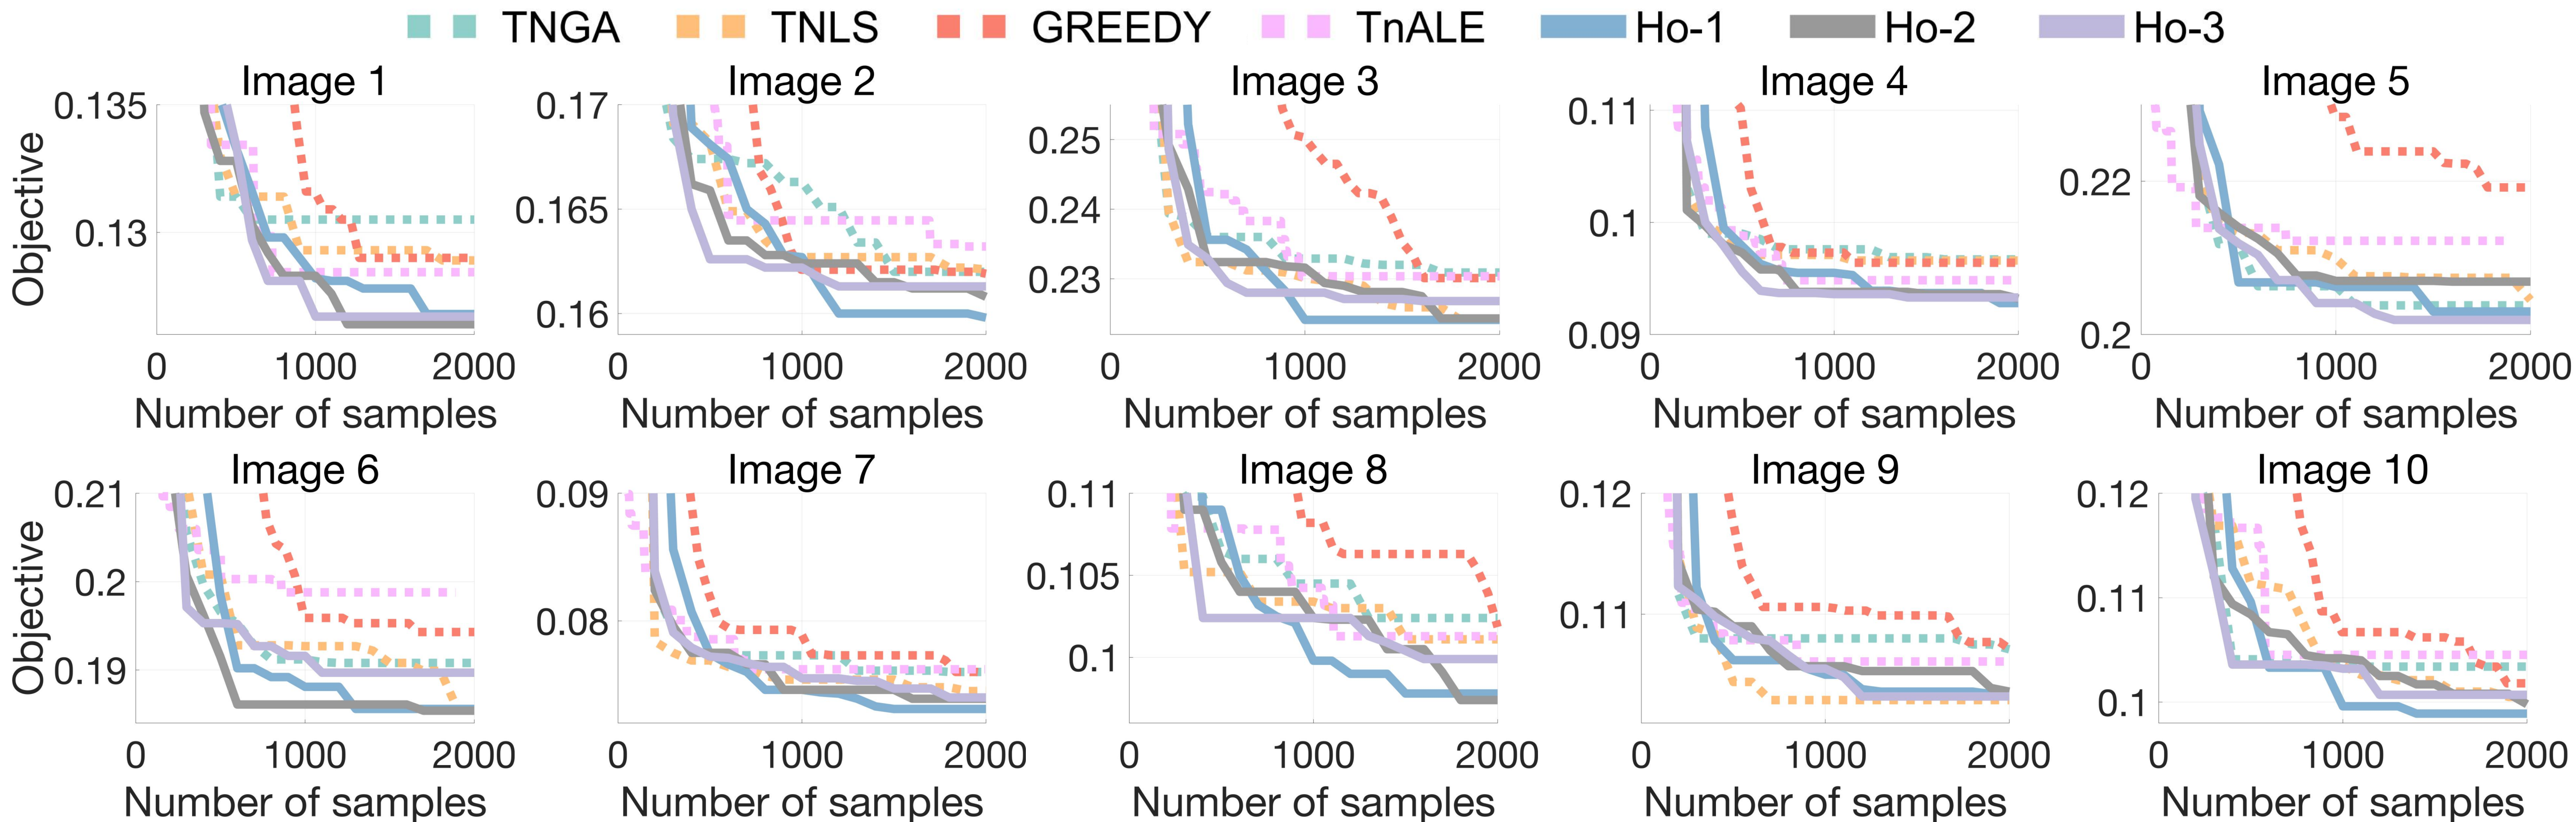 TNGA TNLS GREEDY TnALE Ho-1 Ho-2 Ho-3
Image 1 Image 2 Image 3 Image 4 Image 5
Objective
0.135
0.13
0 1000 2000
Number of samples
0.17
0.165
0.16
0 1000 2000
Number of samples
0.25
0.24
0.23
0 1000 2000
Number of samples
0.11
0.1
0.09
0 1000 2000
Number of samples
0.22
0.2
0 1000 2000
Number of samples
Image 6 Image 7 Image 8 Image 9 Image 10
Objective
0.21
0.2
0.19
0 1000 2000
Number of samples
0.09
0.08
0 1000 2000
Number of samples
0.11
0.105
0.1
0 1000 2000
Number of samples
0.12
0.11
0 1000 2000
Number of samples
0.12
0.11
0.1
0 1000 2000
Number of samples